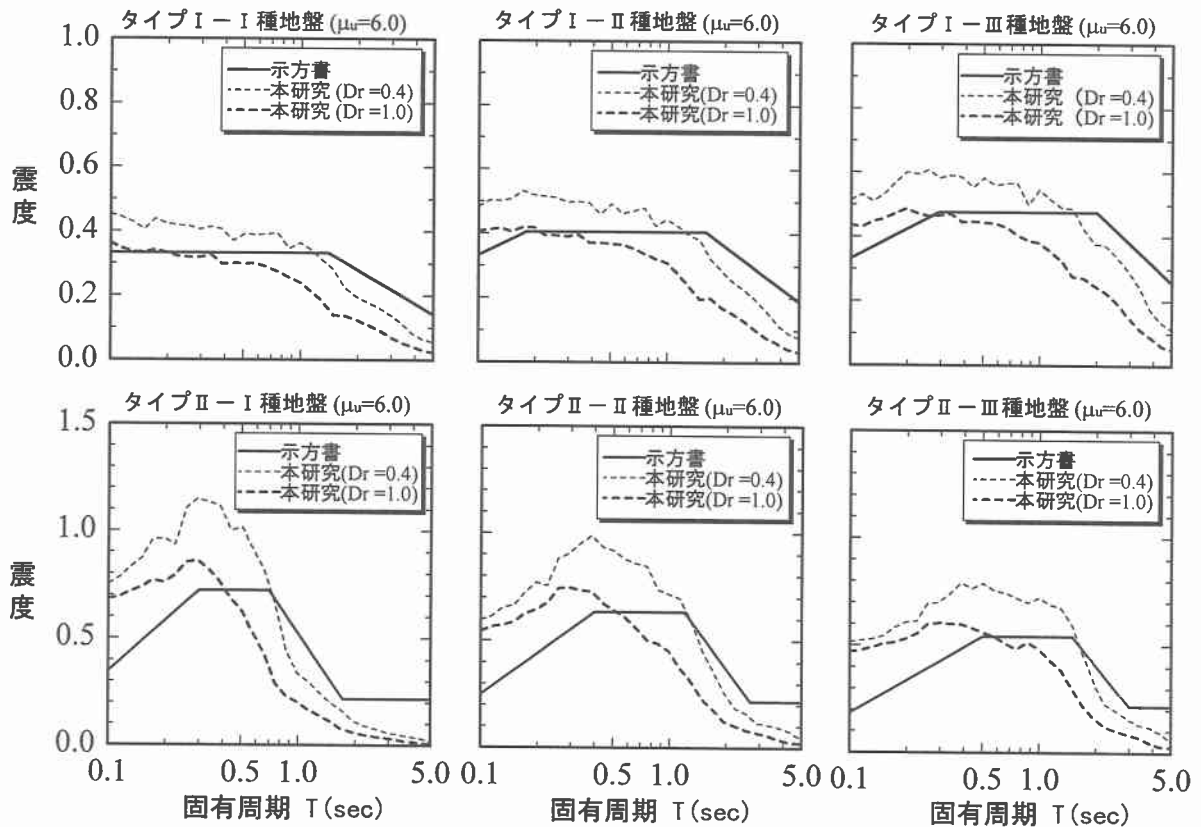 タイプⅠ－Ⅰ種地盤 (μu=6.0)
1.0
0.8
0.6
0.4
0.2
0.0
震度
示方書
本研究 (Dr =0.4)
本研究 (Dr =1.0)
タイプⅠ－Ⅱ種地盤 (μu=6.0)
示方書
本研究(Dr =0.4)
本研究(Dr =1.0)
タイプⅠ－Ⅲ種地盤 (μu=6.0)
示方書
本研究 (Dr =0.4)
本研究 (Dr =1.0)
タイプⅡ－Ⅰ種地盤 (μu=6.0)
1.5
1.0
0.5
0.0
震度
示方書
本研究(Dr =0.4)
本研究(Dr =1.0)
0.1 0.5 1.0 5.0
固有周期 T(sec)
タイプⅡ－Ⅱ種地盤 (μu=6.0)
示方書
本研究(Dr =0.4)
本研究(Dr =1.0)
0.1 0.5 1.0 5.0
固有周期 T(sec)
タイプⅡ－Ⅲ種地盤 (μu=6.0)
示方書
本研究(Dr =0.4)
本研究(Dr =1.0)
0.1 0.5 1.0 5.0
固有周期 T(sec)